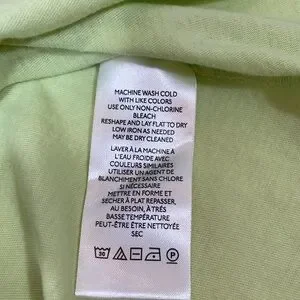 MACHINE WASH COLD
WITH LIKE COLORS
USE ONLY NON-CHLORINE
BLEACH
RESHAPE AND LAY FLAT TO DRY
LOW IRON AS NEEDED
MAY BE DRY CLEANED
LAVER À LA MACHINE À
L'EAU FROIDE AVEC
COULEURS SIMILAIRES
UTILISER UN AGENT DE
BLANCHIMENT SANS CHLORE
SI NÉCESSAIRE
METTRE EN FORME ET
SÉCHER À PLAT REPASSER,
AU BESOIN, À TRÈS
BASSE TEMPÉRATURE
PEUT-ÊTRE ÊTRE NETTOYÉE
SEC
30 P